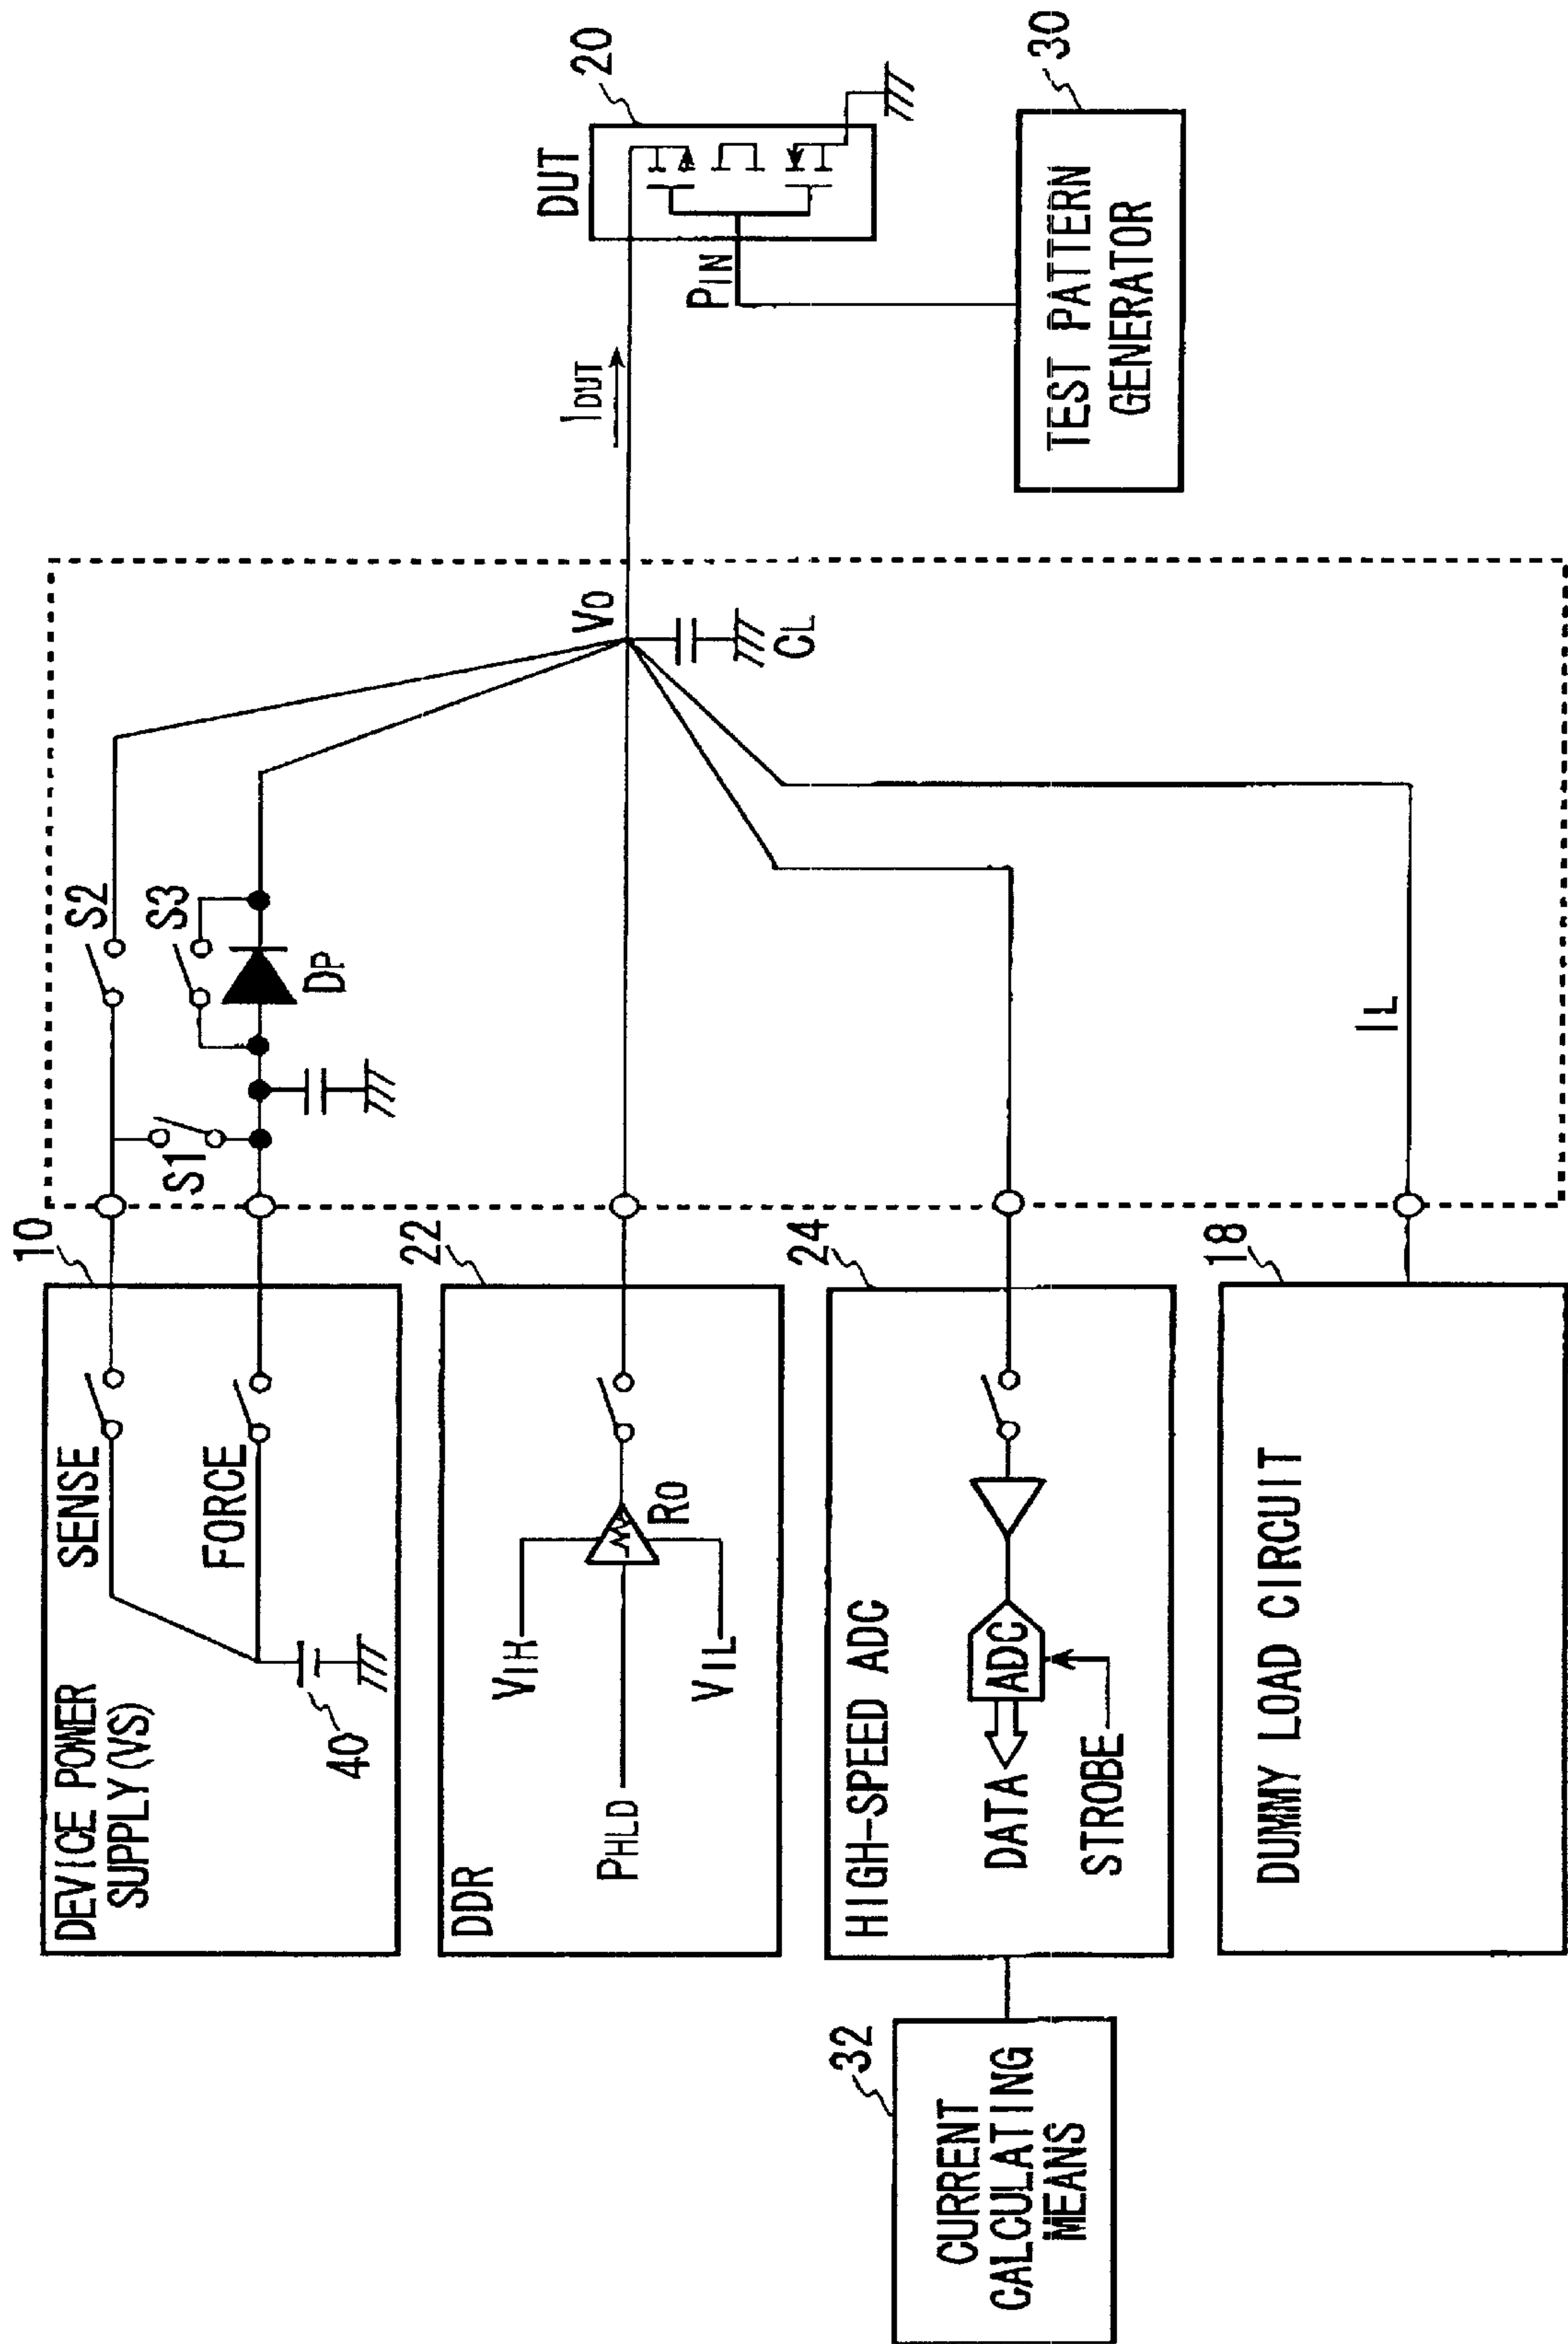 10
DEVICE POWER
SUPPLY(VS)
SENSE
FORCE
40
S1
S2
S3
DP
22
DDR
VIH
PHLD
RO
VIL
VO
CL
IDUT
DUT
20
PIN
TEST PATTERN
GENERATOR
30
24
HIGH-SPEED ADC
ADC
DATA
STROBE
32
CURRENT
CALCULATING
MEANS
18
DUMMY LOAD CIRCUIT
IL